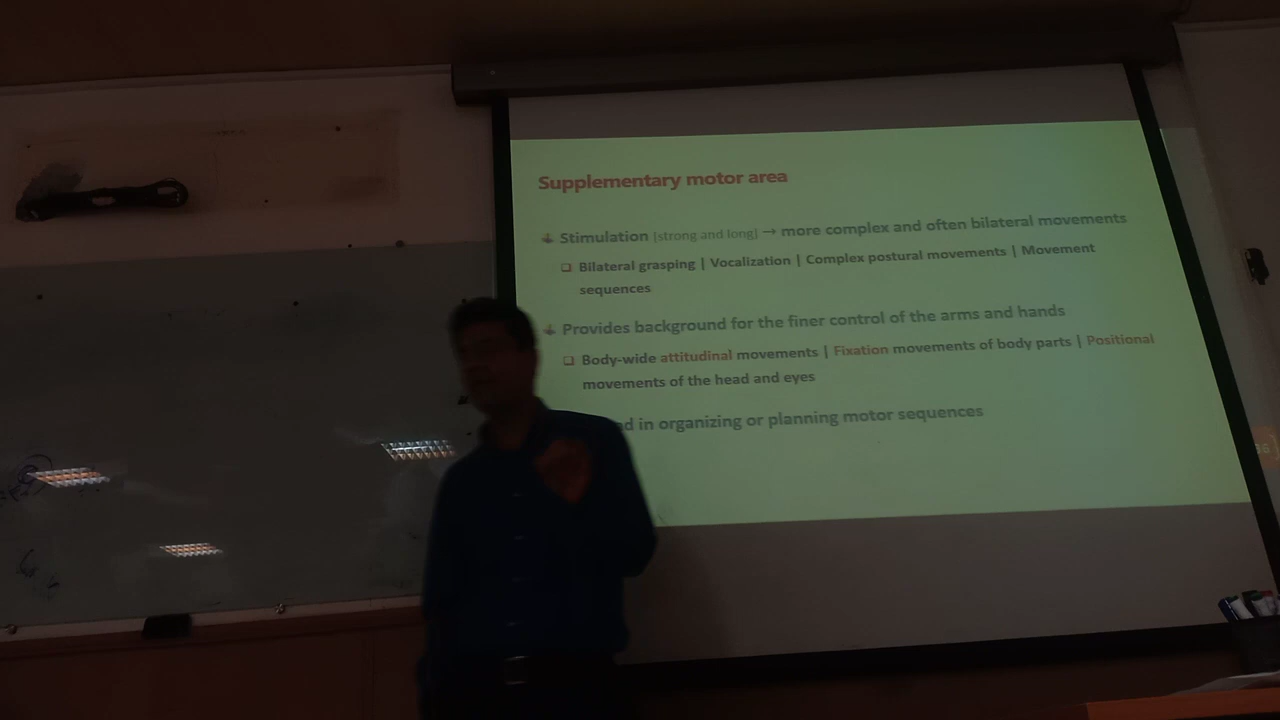 Supplementary motor area
Stimulation [strong and long] → more complex and often bilateral movements
Bilateral grasping | Vocalization | Complex postural movements | Movement
sequences
Provides background for the finer control of the arms and hands
Body-wide attitudinal movements | Fixation movements of body parts | Positional
movements of the head and eyes
in organizing or planning motor sequences